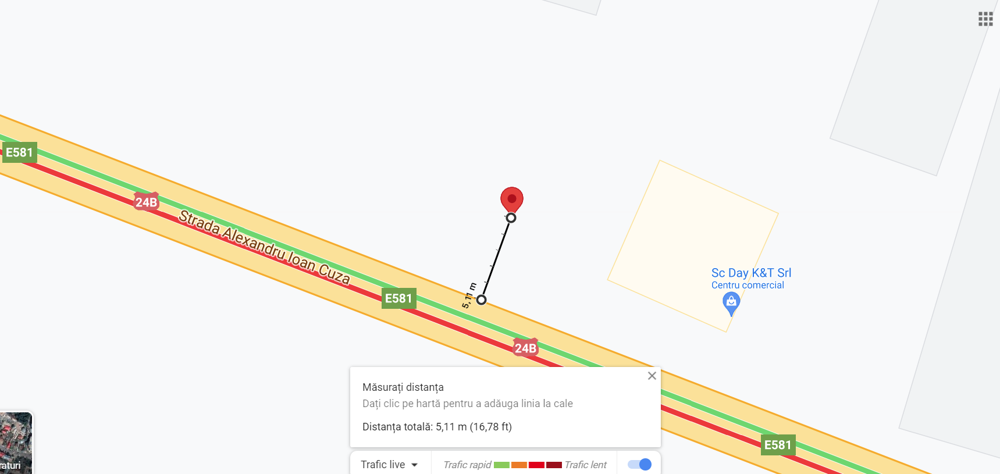 E581
24B
Strada Alexandru Ioan Cuza
5,11 m
E581
24B
Sc Day K&T Srl
Centru comercial
Măsurați distanța
Dați clic pe hartă pentru a adăuga linia la cale
Distanța totală: 5,11 m (16,78 ft)
E581
raturi
Trafic live
Trafic rapid
Trafic lent